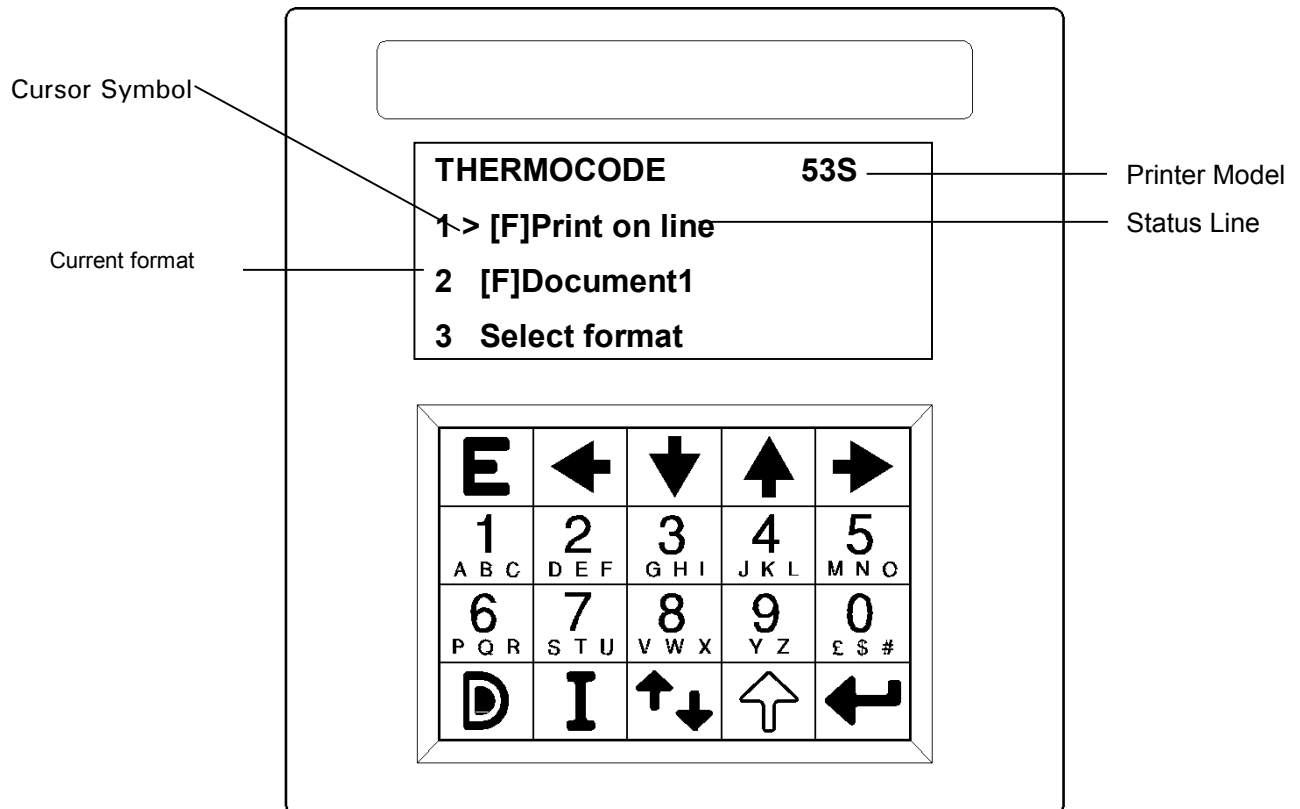 Cursor Symbol
THERMOCODE 53S
Printer Model
1 > [F]Print on line
Status Line
Current format
2 [F]Document1
3 Select format
E
1 2 3 4 5
A B C D E F G H I J K L M N O
6 7 8 9 0
P Q R S T U V W X Y Z £ $ #
D I